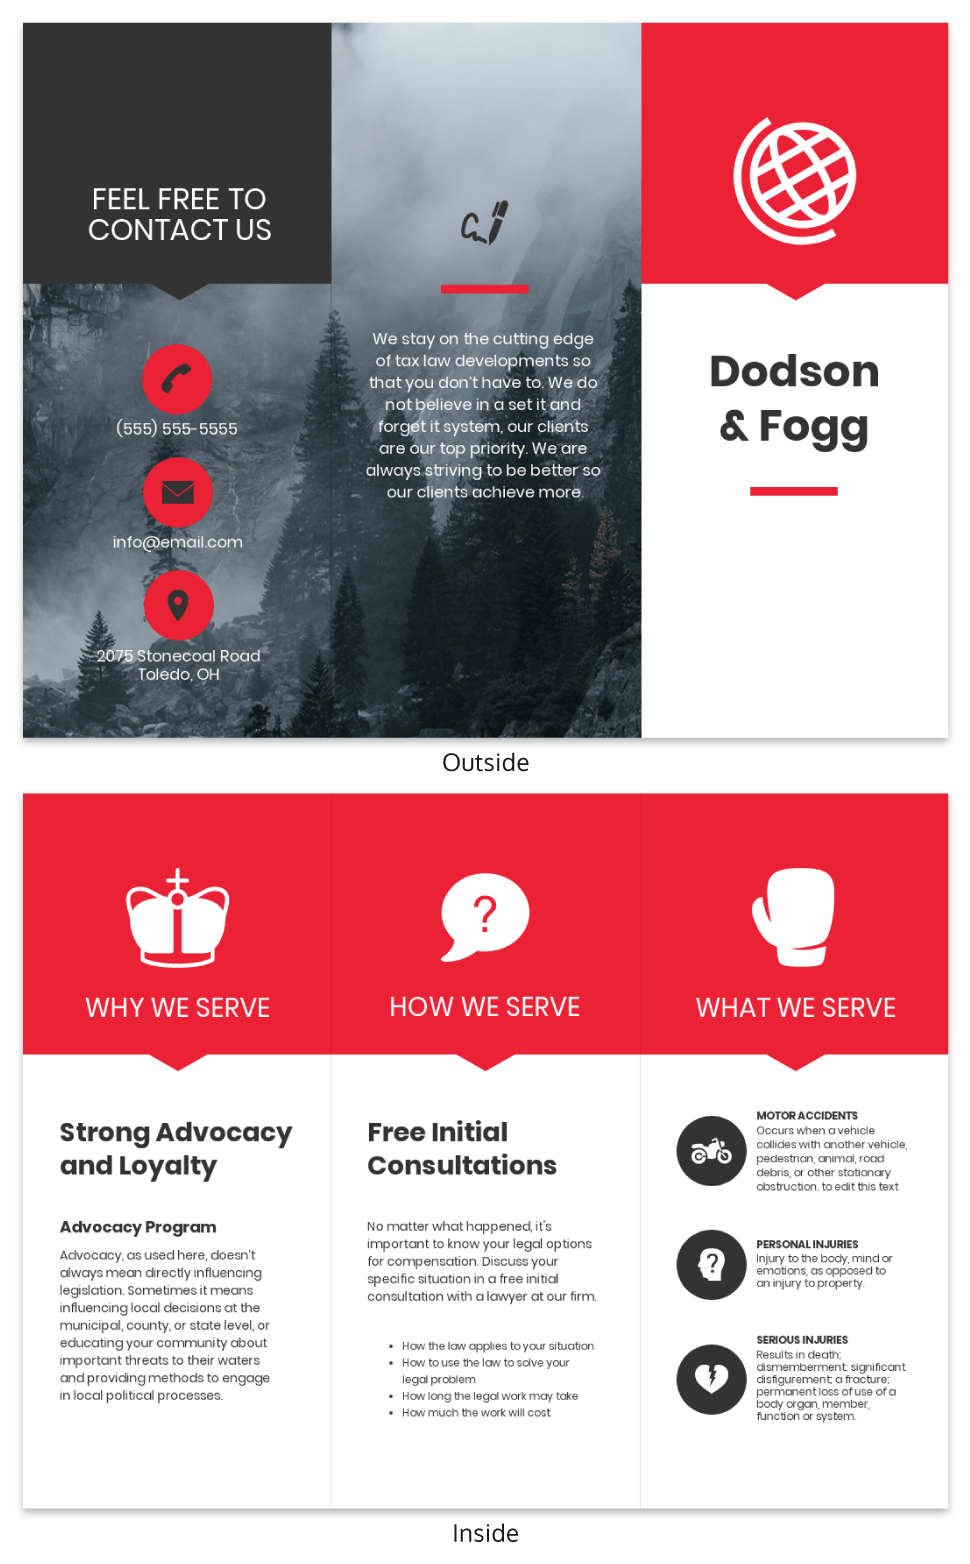 FEEL FREE TO
CONTACT US
(555) 555-5555
info@email.com
2075 Stonecoal Road
Toledo, OH
We stay on the cutting edge
of tax law developments so
that you don't have to. We do
not believe in a set it and
forget it system, our clients
are our top priority. We are
always striving to be better so
our clients achieve more.
Dodson
& Fogg
Outside
WHY WE SERVE
Strong Advocacy
and Loyalty
Advocacy Program
Advocacy, as used here, doesn't
always mean directly influencing
legislation. Sometimes it means
influencing local decisions at the
municipal, county, or state level, or
educating your community about
important threats to their waters
and providing methods to engage
in local political processes.
?
HOW WE SERVE
Free Initial
Consultations
No matter what happened, it's
important to know your legal options
for compensation. Discuss your
specific situation in a free initial
consultation with a lawyer at our firm.
• How the law applies to your situation
• How to use the law to solve your
legal problem
• How long the legal work may take
• How much the work will cost
WHAT WE SERVE
MOTOR ACCIDENTS
Occurs when a vehicle
collides with another vehicle,
pedestrian, animal, road
debris, or other stationary
obstruction. to edit this text
?
PERSONAL INJURIES
Injury to the body, mind or
emotions, as opposed to
an injury to property.
SERIOUS INJURIES
Results in death;
dismemberment; significant
disfigurement; a fracture;
permanent loss of use of a
body organ, member,
function or system.
Inside